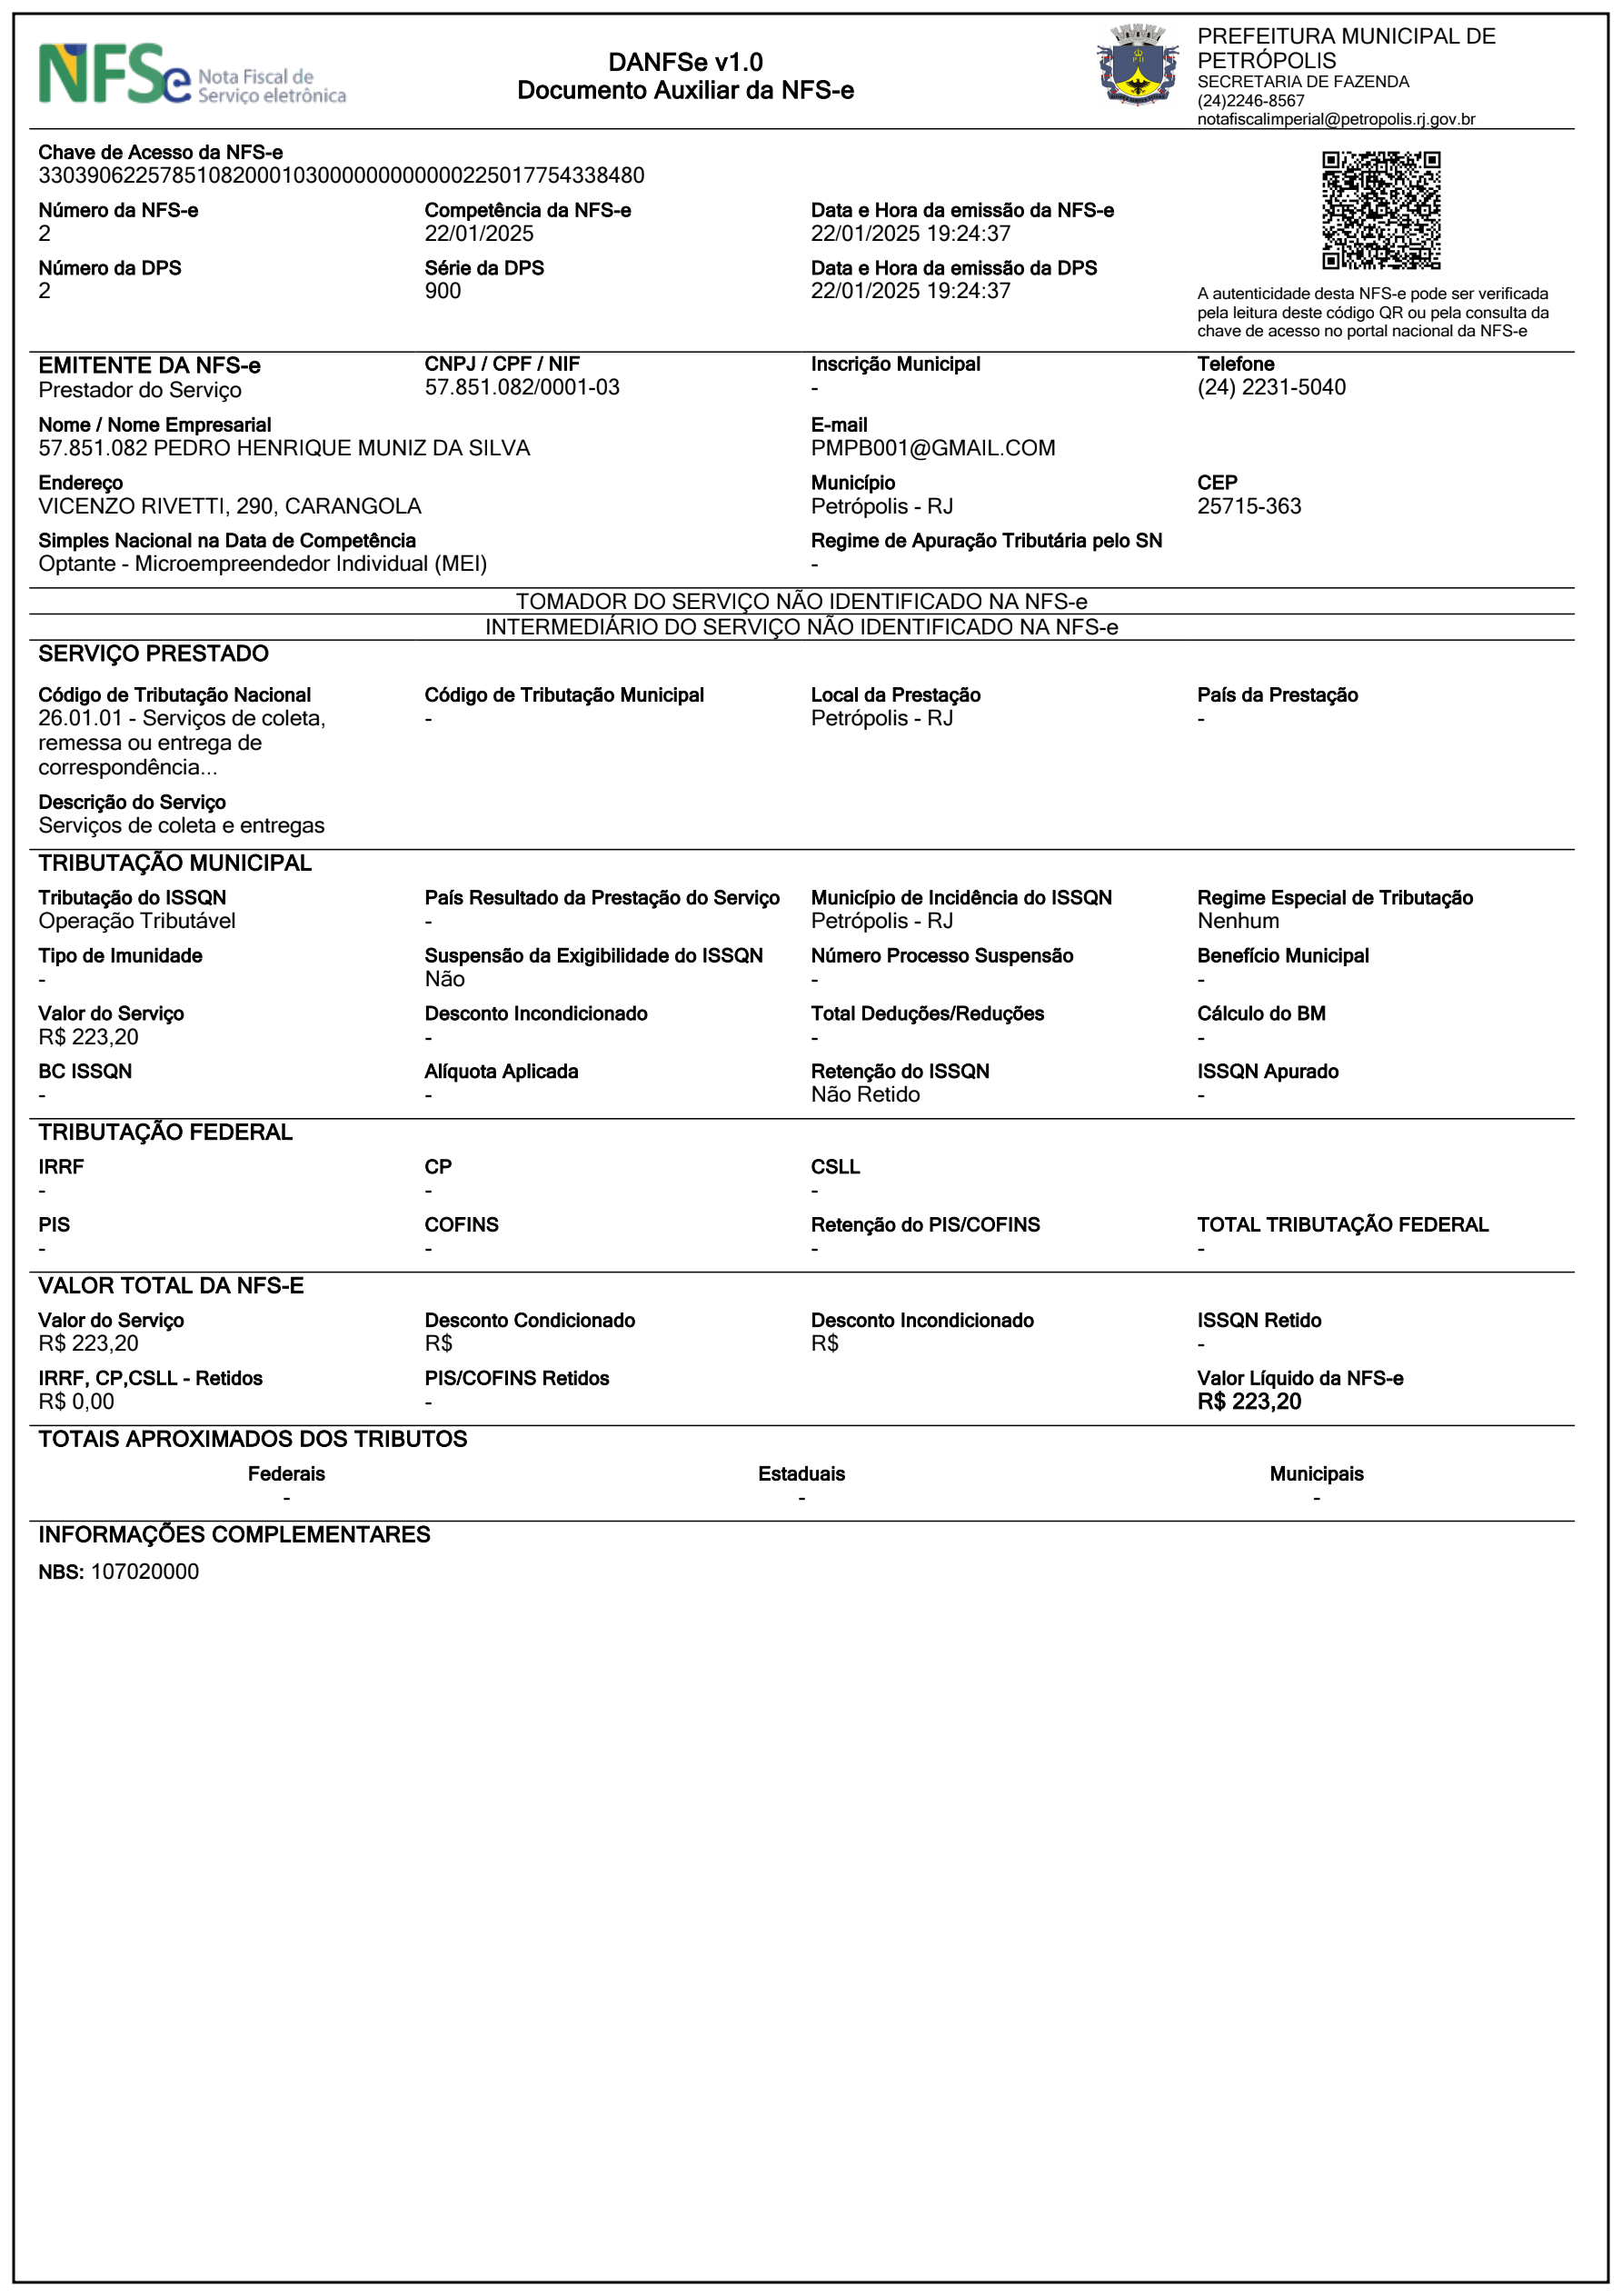 NFSe Nota Fiscal de
Serviço eletrônica
DANFSe v1.0
Documento Auxiliar da NFS-e
PREFEITURA MUNICIPAL DE
PETRÓPOLIS
SECRETARIA DE FAZENDA
(24)2246-8567
notafiscalimperial@petropolis.rj.gov.br
Chave de Acesso da NFS-e
33039062257851082000103000000000000225017754338480
Número da NFS-e Competência da NFS-e Data e Hora da emissão da NFS-e
2 22/01/2025 22/01/2025 19:24:37
Número da DPS Série da DPS Data e Hora da emissão da DPS
2 900 22/01/2025 19:24:37
A autenticidade desta NFS-e pode ser verificada
pela leitura deste código QR ou pela consulta da
chave de acesso no portal nacional da NFS-e
EMITENTE DA NFS-e CNPJ / CPF / NIF Inscrição Municipal Telefone
Prestador do Serviço 57.851.082/0001-03 - (24) 2231-5040
Nome / Nome Empresarial E-mail
57.851.082 PEDRO HENRIQUE MUNIZ DA SILVA PMPB001@GMAIL.COM
Endereço Município CEP
VICENZO RIVETTI, 290, CARANGOLA Petrópolis - RJ 25715-363
Simples Nacional na Data de Competência Regime de Apuração Tributária pelo SN
Optante - Microempreendedor Individual (MEI) -
TOMADOR DO SERVIÇO NÃO IDENTIFICADO NA NFS-e
INTERMEDIÁRIO DO SERVIÇO NÃO IDENTIFICADO NA NFS-e
SERVIÇO PRESTADO
Código de Tributação Nacional Código de Tributação Municipal Local da Prestação País da Prestação
26.01.01 - Serviços de coleta, - Petrópolis - RJ -
remessa ou entrega de
correspondência...
Descrição do Serviço
Serviços de coleta e entregas
TRIBUTAÇÃO MUNICIPAL
Tributação do ISSQN País Resultado da Prestação do Serviço Município de Incidência do ISSQN Regime Especial de Tributação
Operação Tributável - Petrópolis - RJ Nenhum
Tipo de Imunidade Suspensão da Exigibilidade do ISSQN Número Processo Suspensão Benefício Municipal
- Não - -
Valor do Serviço Desconto Incondicionado Total Deduções/Reduções Cálculo do BM
R$ 223,20 - - -
BC ISSQN Alíquota Aplicada Retenção do ISSQN ISSQN Apurado
- - Não Retido -
TRIBUTAÇÃO FEDERAL
IRRF CP CSLL
- - -
PIS COFINS Retenção do PIS/COFINS TOTAL TRIBUTAÇÃO FEDERAL
- - - -
VALOR TOTAL DA NFS-E
Valor do Serviço Desconto Condicionado Desconto Incondicionado ISSQN Retido
R$ 223,20 R$ R$ -
IRRF, CP,CSLL - Retidos PIS/COFINS Retidos Valor Líquido da NFS-e
R$ 0,00 - R$ 223,20
TOTAIS APROXIMADOS DOS TRIBUTOS
Federais Estaduais Municipais
- - -
INFORMAÇÕES COMPLEMENTARES
NBS: 107020000